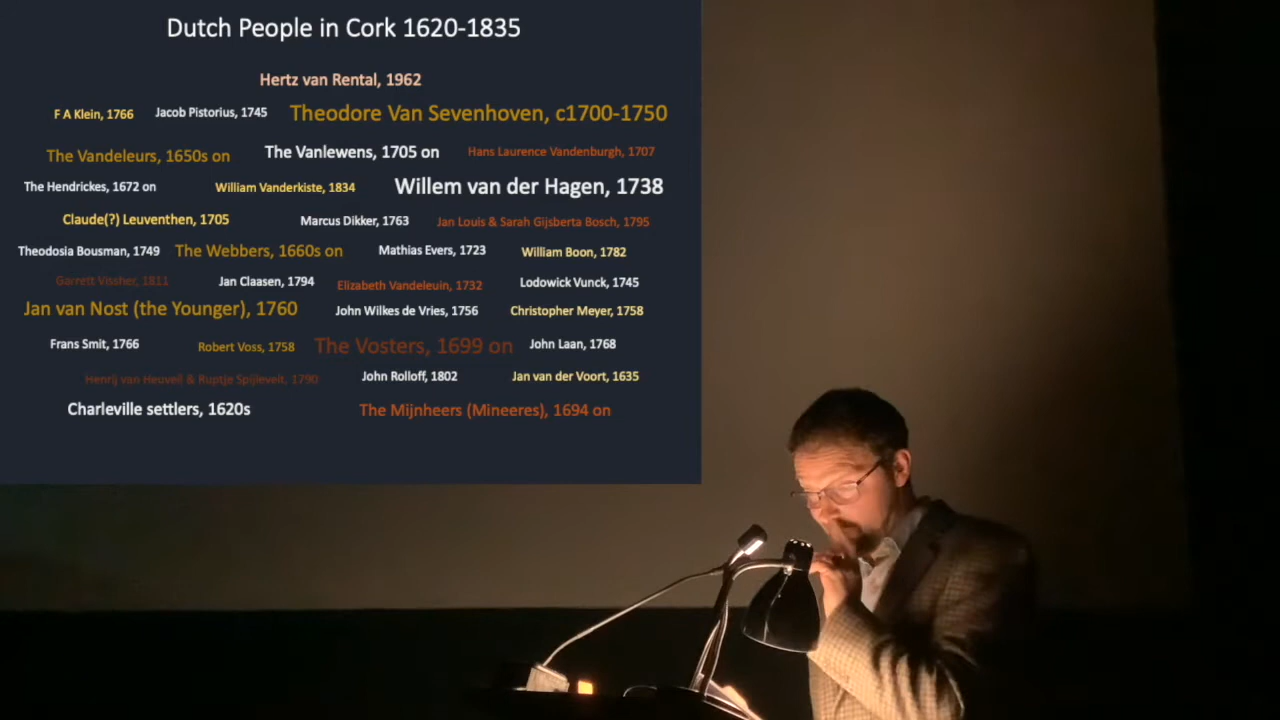 Dutch People in Cork 1620-1835
Hertz van Rental, 1962
F A Klein, 1766 Jacob Pistorius, 1745 Theodore Van Sevenhoven, c1700-1750
The Vandeleurs, 1650s on The Vanlewens, 1705 on Hans Laurence Vandenburgh, 1707
The Hendrickes, 1672 on William Vanderkiste, 1834 Willem van der Hagen, 1738
Claude(?) Leuventhen, 1705 Marcus Dikker, 1763 Jan Louis & Sarah Gijsberta Bosch, 1795
Theodosia Bousman, 1749 The Webbers, 1660s on Mathias Evers, 1723 William Boon, 1782
Garrett Vissher, 1811 Jan Claasen, 1794 Elizabeth Vandeleuin, 1732 Lodowick Vunck, 1745
Jan van Nost (the Younger), 1760 John Wilkes de Vries, 1756 Christopher Meyer, 1758
Frans Smit, 1766 Robert Voss, 1758 The Vosters, 1699 on John Laan, 1768
Henrij van Heuveil & Ruptje Spijleveit, 1790 John Rolloff, 1802 Jan van der Voort, 1635
Charleville settlers, 1620s The Mijnheers (Mineeres), 1694 on